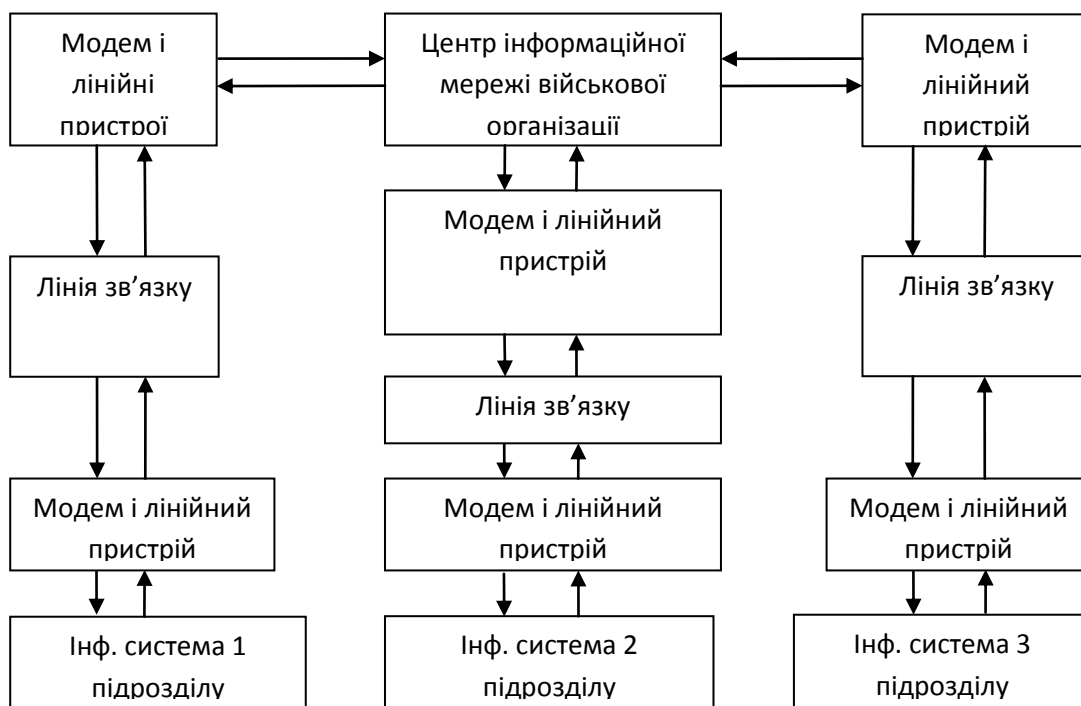 Модем і
лінійні
пристрої
Центр інформаційної
мережі військової
організації
Модем і
лінійний
пристрій
Модем і лінійний
пристрій
Лінія зв’язку
Лінія зв’язку
Лінія зв’язку
Модем і лінійний
пристрій
Модем і лінійний
пристрій
Модем і лінійний
пристрій
Інф. система 1
підрозділу
Інф. система 2
підрозділу
Інф. система 3
підрозділу